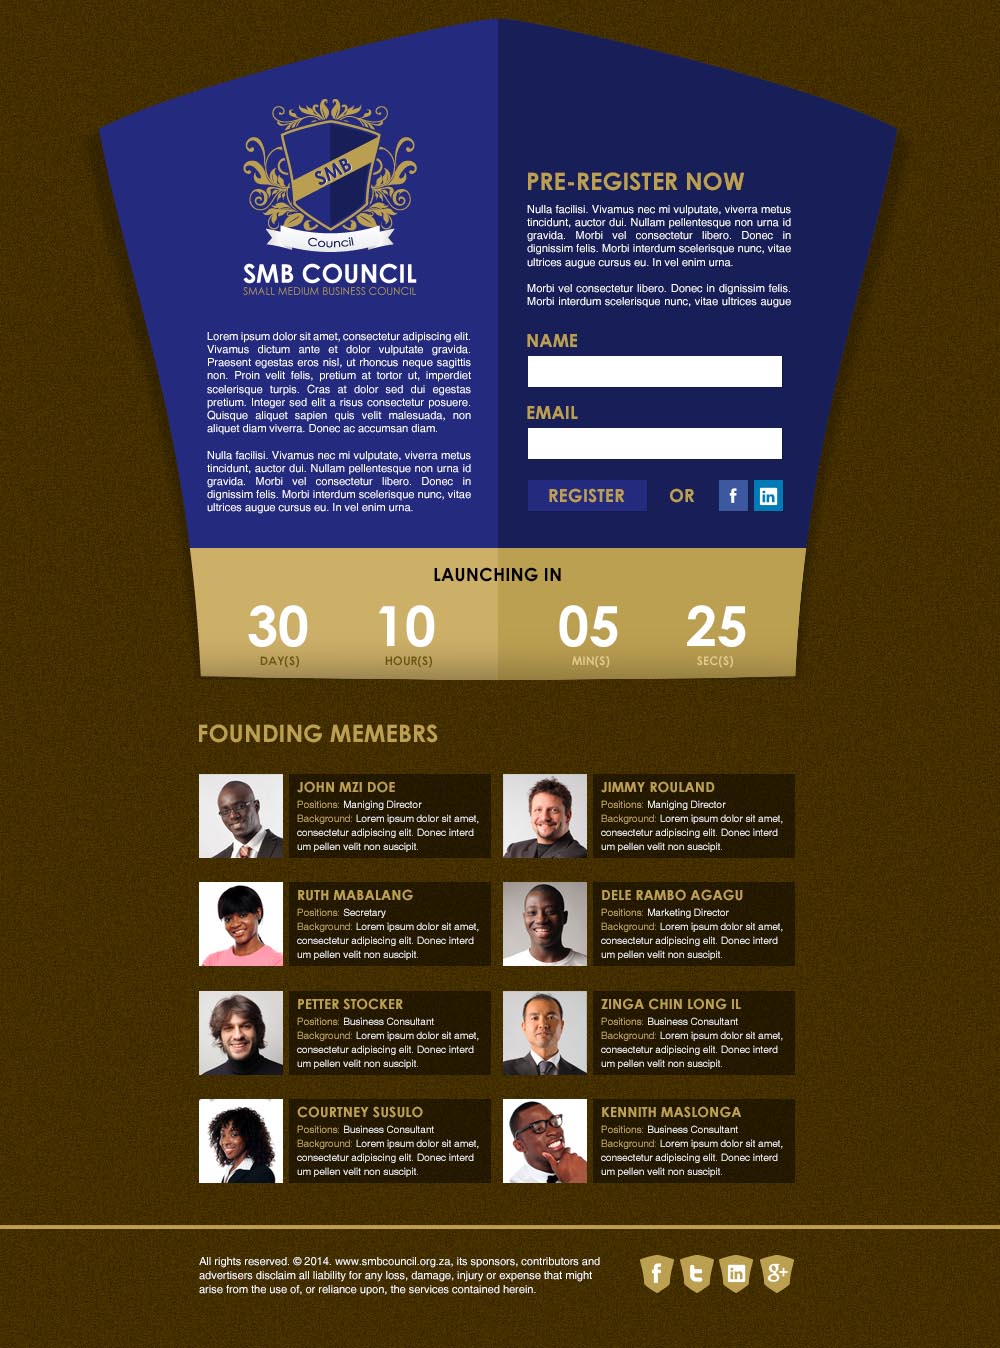 SMB
Council
SMB COUNCIL
SMALL MEDIUM BUSINESS COUNCIL
Lorem ipsum dolor sit amet, consectetur adipiscing elit.
Vivamus dictum ante et dolor vulputate gravida.
Praesent egestas eros nisl, ut rhoncus neque sagittis
non. Proin velit felis, pretium at tortor ut, imperdiet
scelerisque turpis. Cras at dolor sed dui egestas
pretium. Integer sed elit a risus consectetur posuere.
Quisque aliquet sapien quis velit malesuada, non
aliquet diam viverra. Donec ac accumsan diam.
Nulla facilisi. Vivamus nec mi vulputate, viverra metus
tincidunt, auctor dui. Nullam pellentesque non urna id
gravida. Morbi vel consectetur libero. Donec in
dignissim felis. Morbi interdum scelerisque nunc, vitae
ultrices augue cursus eu. In vel enim urna.
PRE-REGISTER NOW
Nulla facilisi. Vivamus nec mi vulputate, viverra metus
tincidunt, auctor dui. Nullam pellentesque non urna id
gravida. Morbi vel consectetur libero. Donec in
dignissim felis. Morbi interdum scelerisque nunc, vitae
ultrices augue cursus eu. In vel enim urna.
Morbi vel consectetur libero. Donec in dignissim felis.
Morbi interdum scelerisque nunc, vitae ultrices augue
NAME
EMAIL
REGISTER OR f in
LAUNCHING IN
30 10 05 25
DAY(S) HOUR(S) MIN(S) SEC(S)
FOUNDING MEMEBRS
JOHN MZI DOE
Positions: Maniging Director
Background: Lorem ipsum dolor sit amet,
consectetur adipiscing elit. Donec interd
um pellen velit non suscipit.
JIMMY ROULAND
Positions: Maniging Director
Background: Lorem ipsum dolor sit amet,
consectetur adipiscing elit. Donec interd
um pellen velit non suscipit.
RUTH MABALANG
Positions: Secretary
Background: Lorem ipsum dolor sit amet,
consectetur adipiscing elit. Donec interd
um pellen velit non suscipit.
DELE RAMBO AGAGU
Positions: Marketing Director
Background: Lorem ipsum dolor sit amet,
consectetur adipiscing elit. Donec interd
um pellen velit non suscipit.
PETTER STOCKER
Positions: Business Consultant
Background: Lorem ipsum dolor sit amet,
consectetur adipiscing elit. Donec interd
um pellen velit non suscipit.
ZINGA CHIN LONG IL
Positions: Business Consultant
Background: Lorem ipsum dolor sit amet,
consectetur adipiscing elit. Donec interd
um pellen velit non suscipit.
COURTNEY SUSULO
Positions: Business Consultant
Background: Lorem ipsum dolor sit amet,
consectetur adipiscing elit. Donec interd
um pellen velit non suscipit.
KENNITH MASLONGA
Positions: Business Consultant
Background: Lorem ipsum dolor sit amet,
consectetur adipiscing elit. Donec interd
um pellen velit non suscipit.
All rights reserved. © 2014. www.smbcouncil.org.za, its sponsors, contributors and
advertisers disclaim all liability for any loss, damage, injury or expense that might
arise from the use of, or reliance upon, the services contained herein.
f t in g+